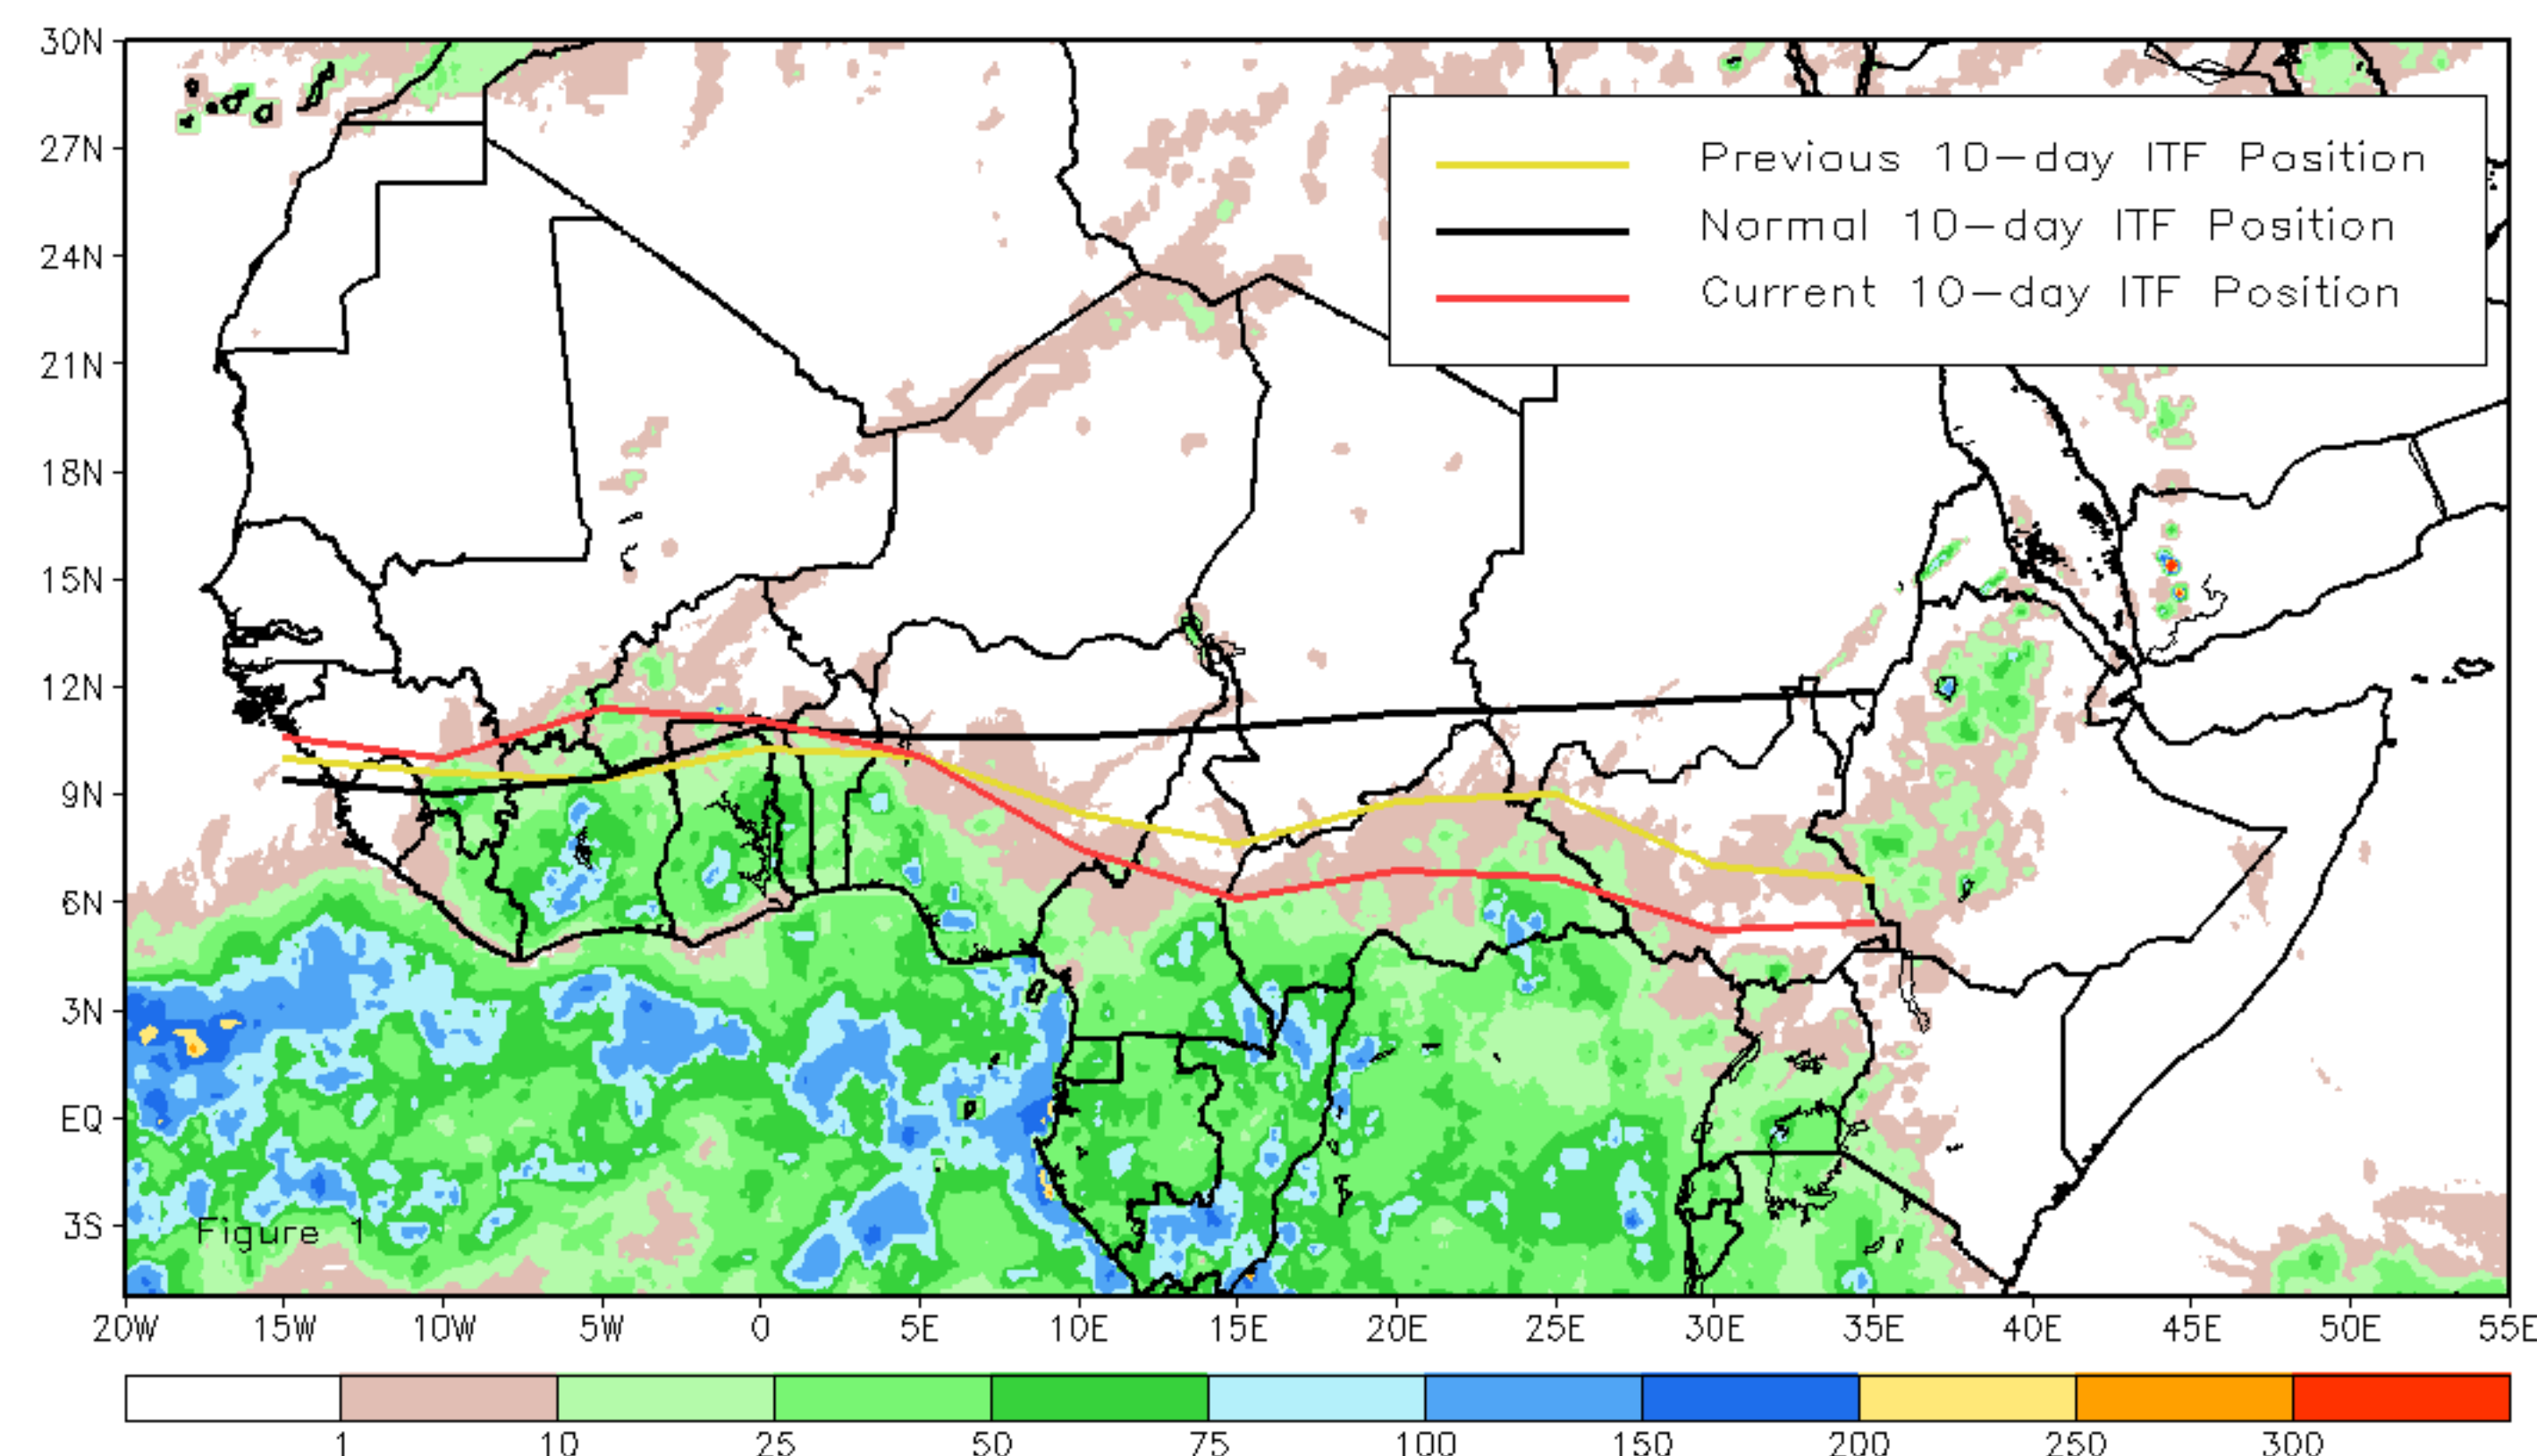 30N
27N
24N
21N
18N
15N
12N
9N
6N
3N
EQ
3S
Previous 10-day ITF Position
Normal 10-day ITF Position
Current 10-day ITF Position
Figure 1
20W 15W 10W 5W 0 5E 10E 15E 20E 25E 30E 35E 40E 45E 50E 55E
1 10 25 50 75 100 150 200 250 300